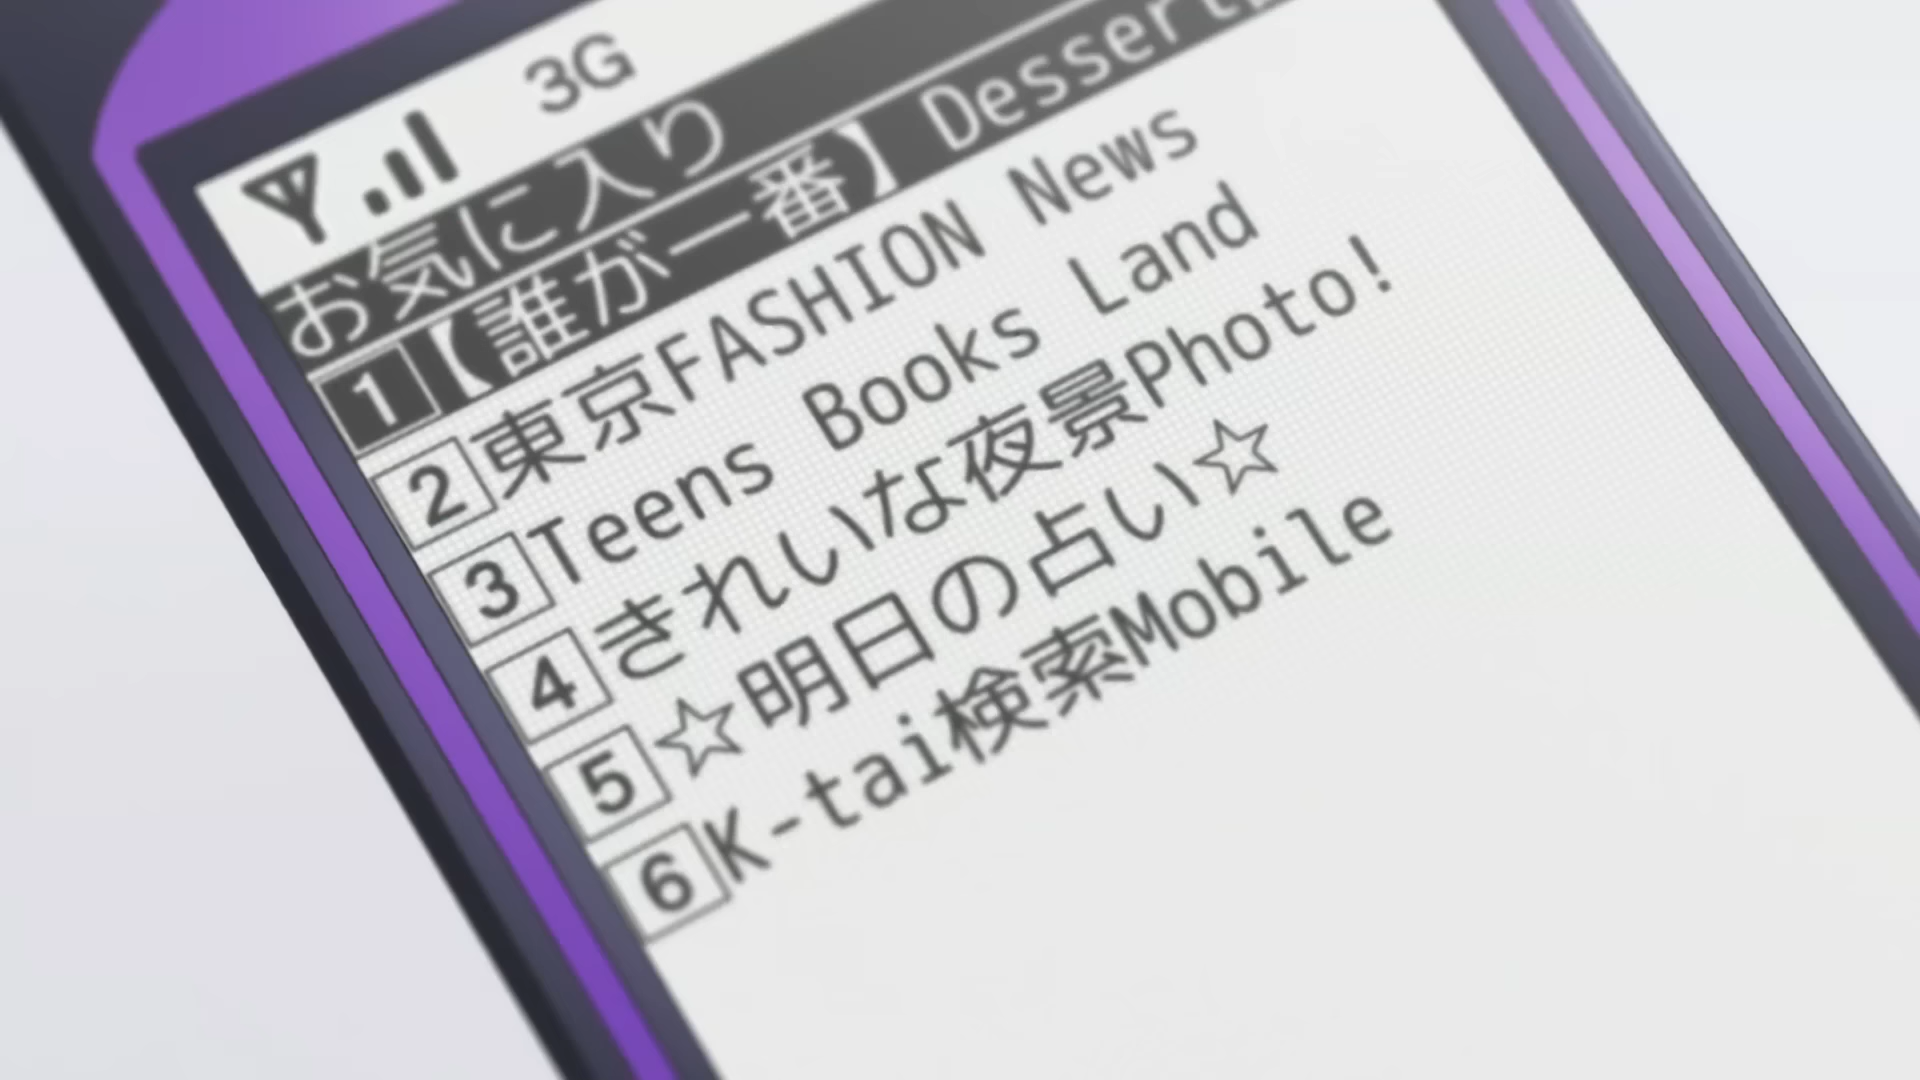 3G
お気に入り
1【誰が一番】Dessert
2東京FASHION News
3Teens Books Land
4きれいな夜景Photo!
5☆明日の占い☆
6K-tai検索Mobile